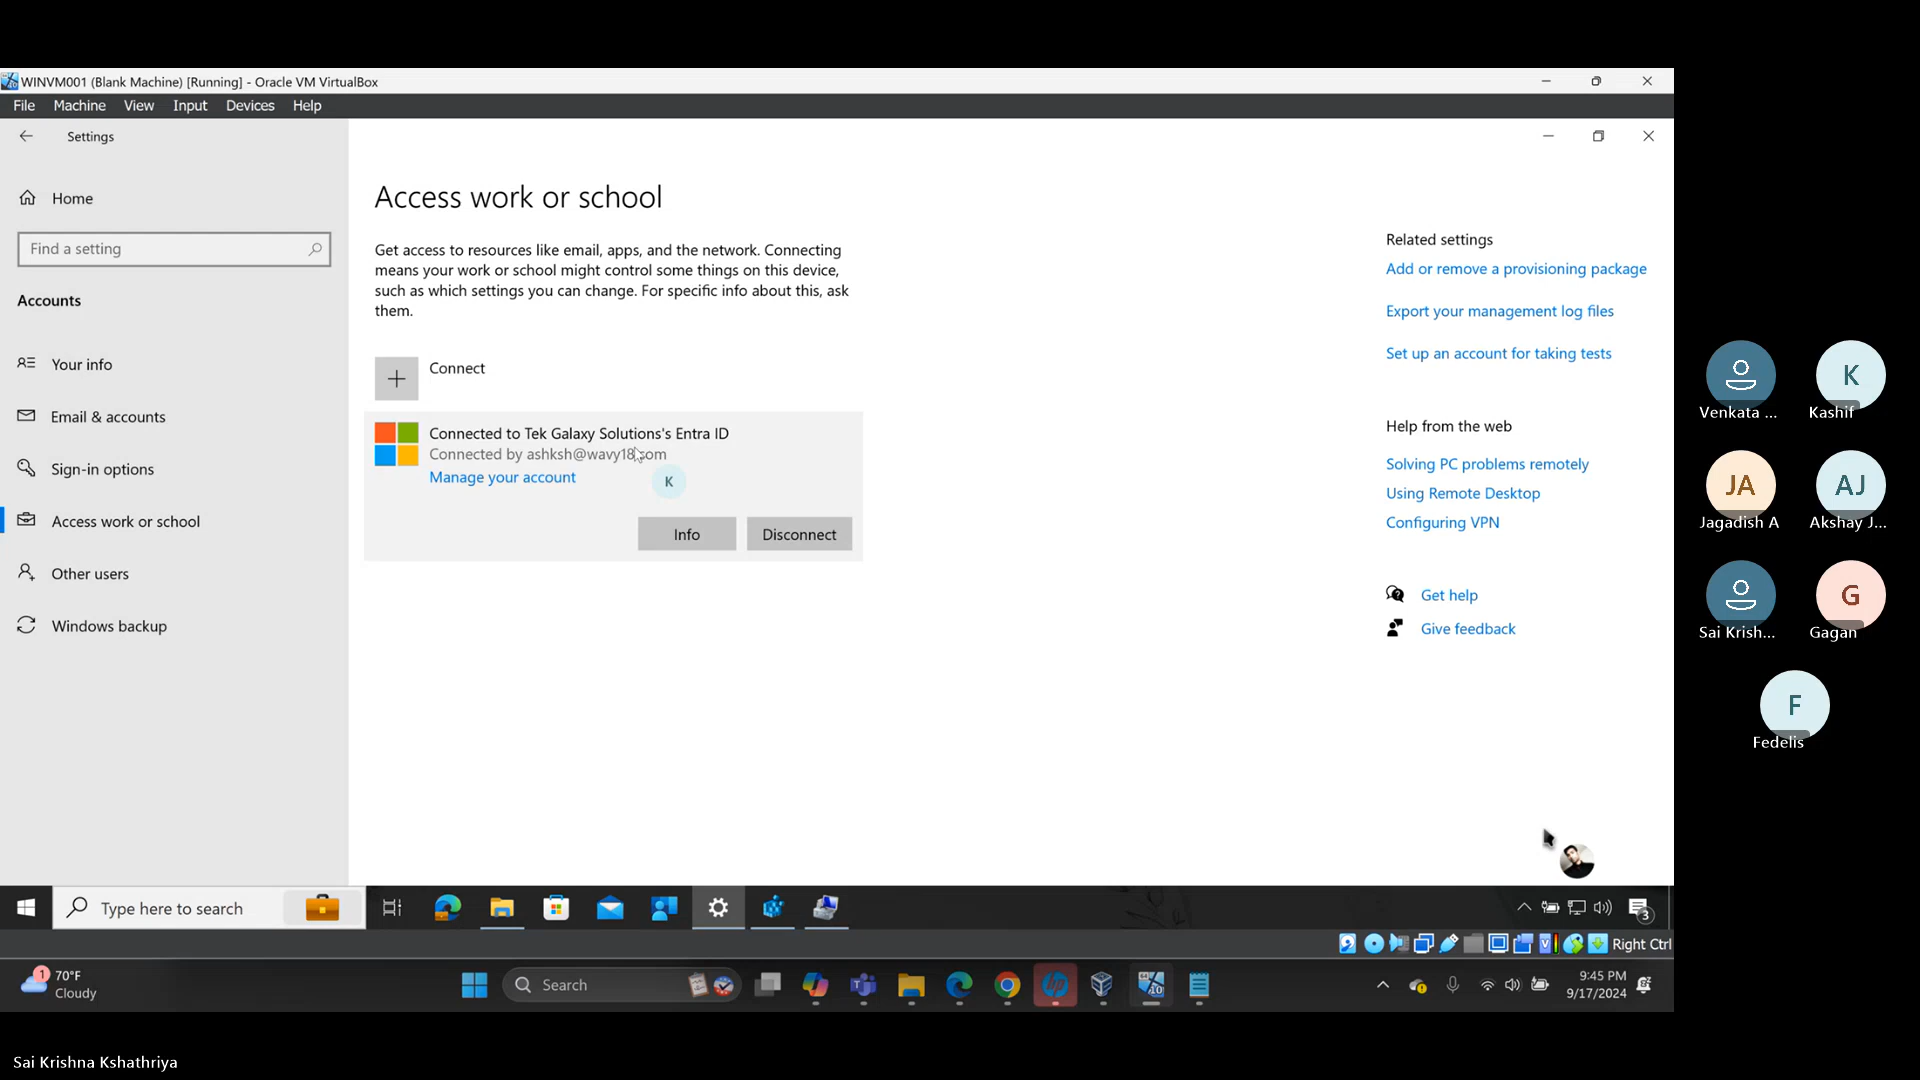 WINVM001 (Blank Machine) [Running] - Oracle VM VirtualBox
File Machine View Input Devices Help
Settings
Home
Find a setting
Accounts
Your info
Email & accounts
Sign-in options
Access work or school
Other users
Windows backup
Access work or school
Get access to resources like email, apps, and the network. Connecting
means your work or school might control some things on this device,
such as which settings you can change. For specific info about this, ask
them.
Connect
Connected to Tek Galaxy Solutions's Entra ID
Connected by ashksh@wavy18.com
Manage your account
K
Info Disconnect
Related settings
Add or remove a provisioning package
Export your management log files
Set up an account for taking tests
Help from the web
Solving PC problems remotely
Using Remote Desktop
Configuring VPN
Get help
Give feedback
K
Venkata ... Kashif
JA AJ
Jagadish A Akshay J...
G
Sai Krish... Gagan
F
Fedelis
Type here to search
3
Right Ctrl
1
70°F
Cloudy
Search
9:45 PM
9/17/2024
Sai Krishna Kshathriya